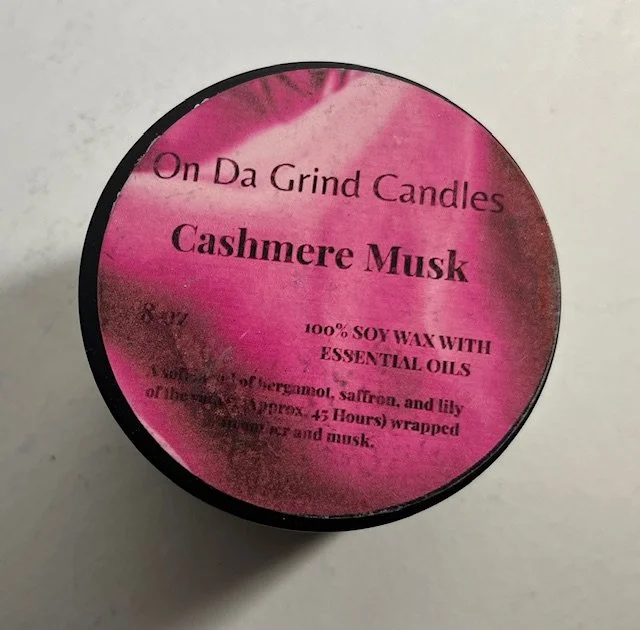 On Da Grind Candles
Cashmere Musk
8 oz
100% SOY WAX WITH
ESSENTIAL OILS
A soft of bergamot, saffron, and lily
of the (Approx. 45 Hours) wrapped
and musk.